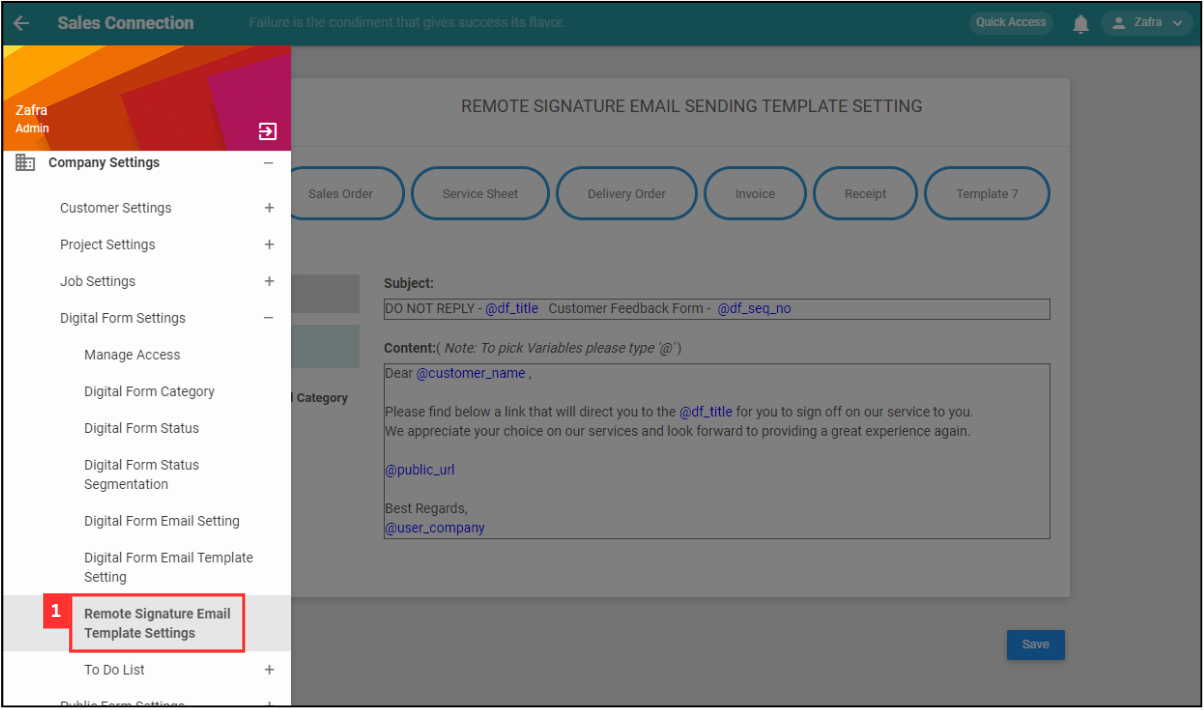 Sales Connection
Failure is the condiment that gives success its flavor.
Quick Access
Zafra
Zafra
Admin
Company Settings
Customer Settings
Project Settings
Job Settings
Digital Form Settings
Manage Access
Digital Form Category
Digital Form Status
Digital Form Status
Segmentation
Digital Form Email Setting
Digital Form Email Template
Setting
1
Remote Signature Email
Template Settings
To Do List
Public Form Settings
REMOTE SIGNATURE EMAIL SENDING TEMPLATE SETTING
Sales Order
Service Sheet
Delivery Order
Invoice
Receipt
Template 7
Category
Subject:
DO NOT REPLY - @df_title Customer Feedback Form - @df_seq_no
Content:( Note: To pick Variables please type '@')
Dear @customer_name ,
Please find below a link that will direct you to the @df_title for you to sign off on our service to you.
We appreciate your choice on our services and look forward to providing a great experience again.
@public_url
Best Regards,
@user_company
Save